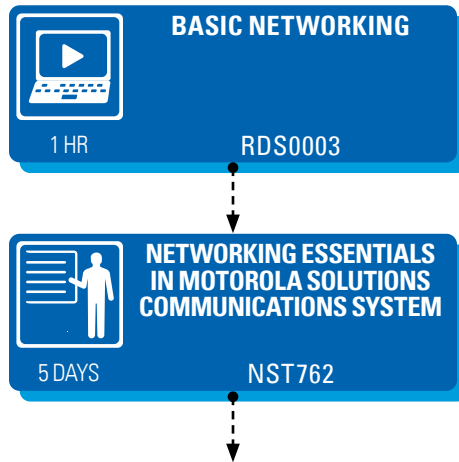 BASIC NETWORKING
1 HR
RDS0003
NETWORKING ESSENTIALS
IN MOTOROLA SOLUTIONS
COMMUNICATIONS SYSTEM
5 DAYS
NST762